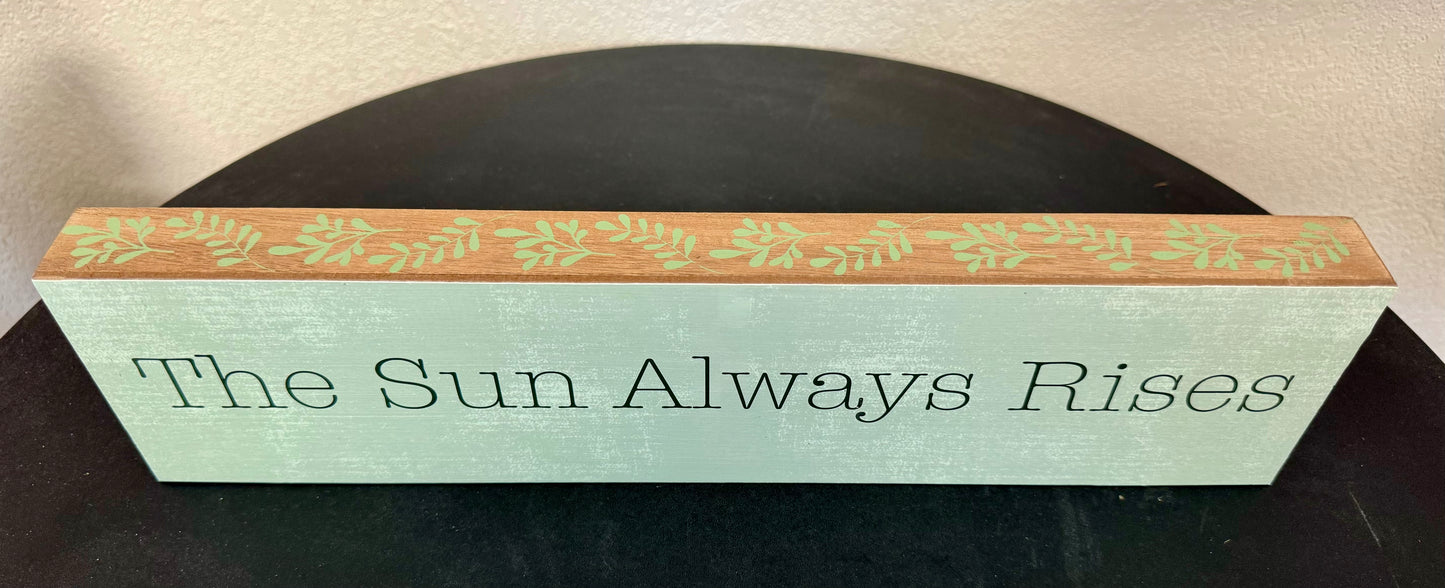 The Sun Always Rises